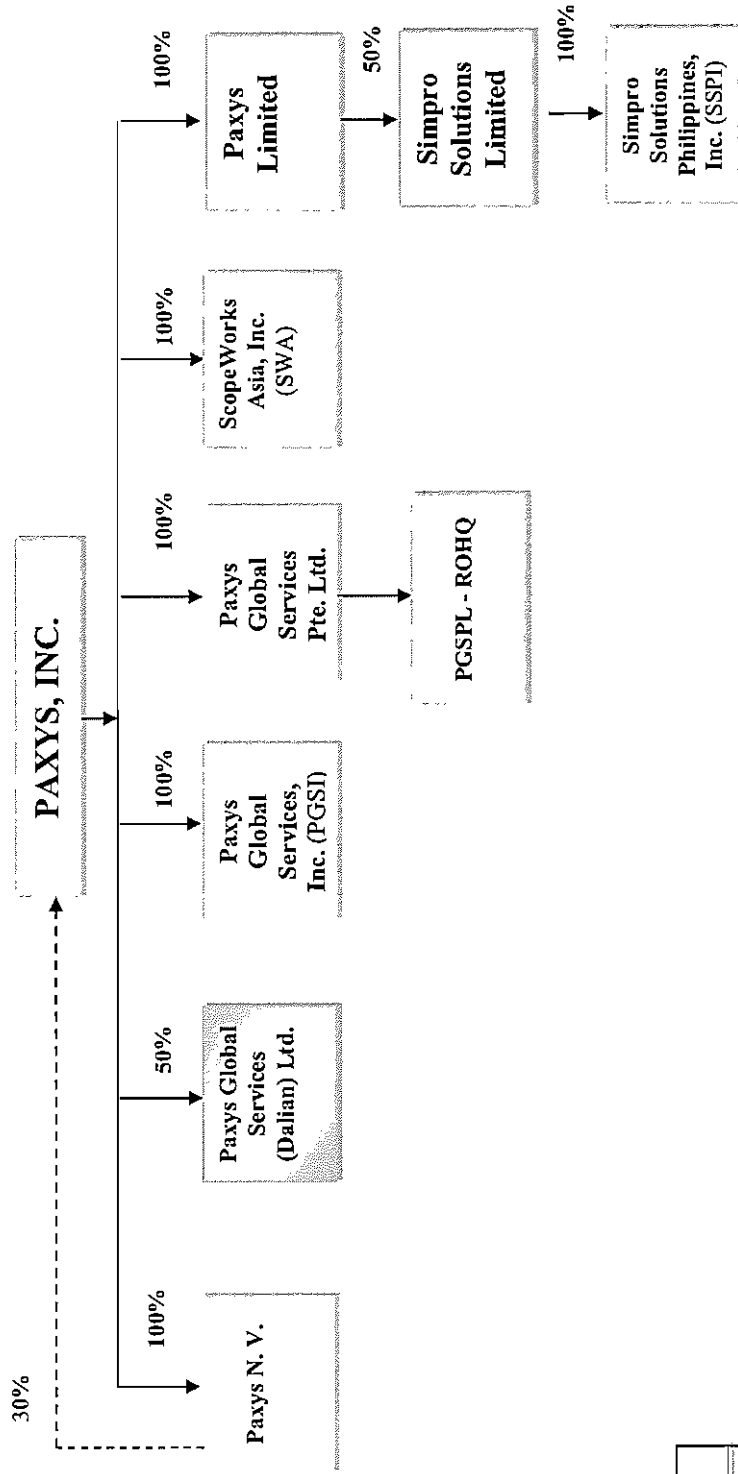 PAXYS, INC.
30%
100%
50%
100%
100%
100%
100%
Paxys N. V.
Paxys Global
Services
(Dalian) Ltd.
Paxys
Global
Services,
Inc. (PGSI)
Paxys
Global
Services
Pte. Ltd.
ScopeWorks
Asia, Inc.
(SWA)
Paxys
Limited
50%
PGSPL - ROHQ
Simpro
Solutions
Limited
100%
Simpro
Solutions
Philippines,
Inc. (SSPI)